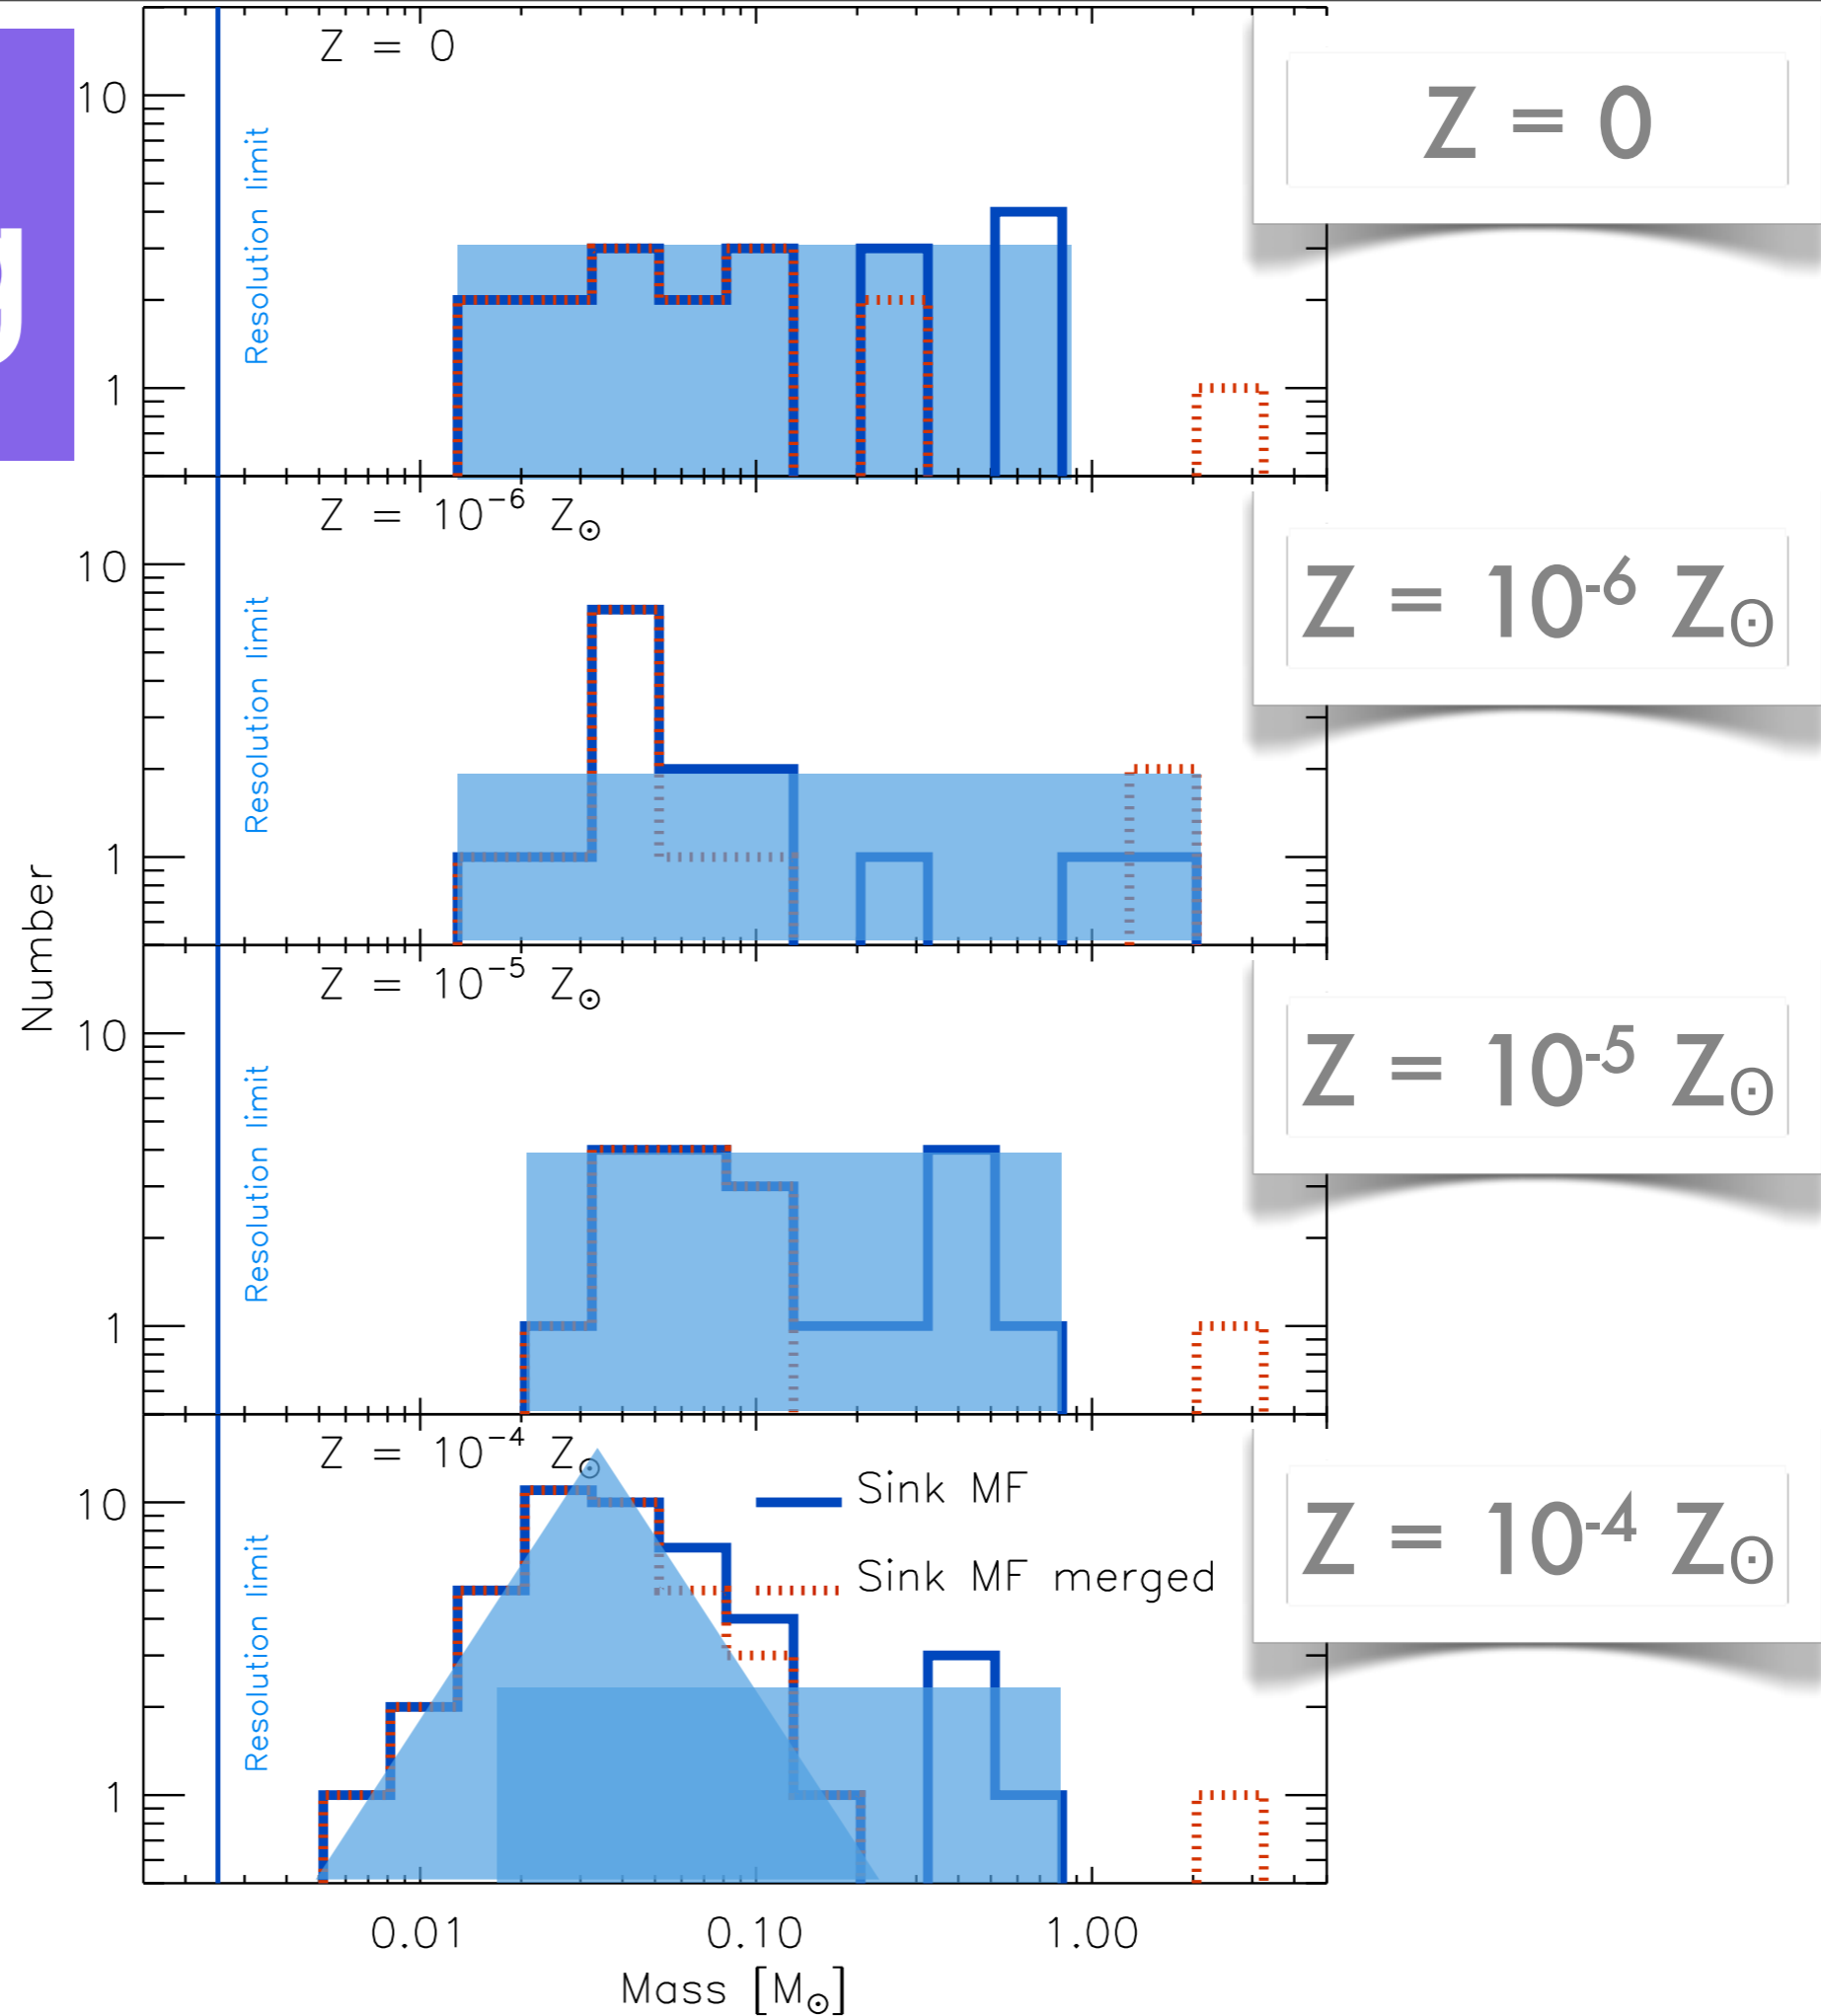 g
Z = 0
Z = 0
10
1
Resolution limit
Z = 10⁻⁶ Z⊙
Z = 10⁻⁶ Z⊙
10
1
Resolution limit
Number
Z = 10⁻⁵ Z⊙
Z = 10⁻⁵ Z⊙
10
1
Resolution limit
Z = 10⁻⁴ Z⊙
Z = 10⁻⁴ Z⊙
10
1
Resolution limit
Sink MF
Sink MF merged
0.01 0.10 1.00
Mass [M⊙]